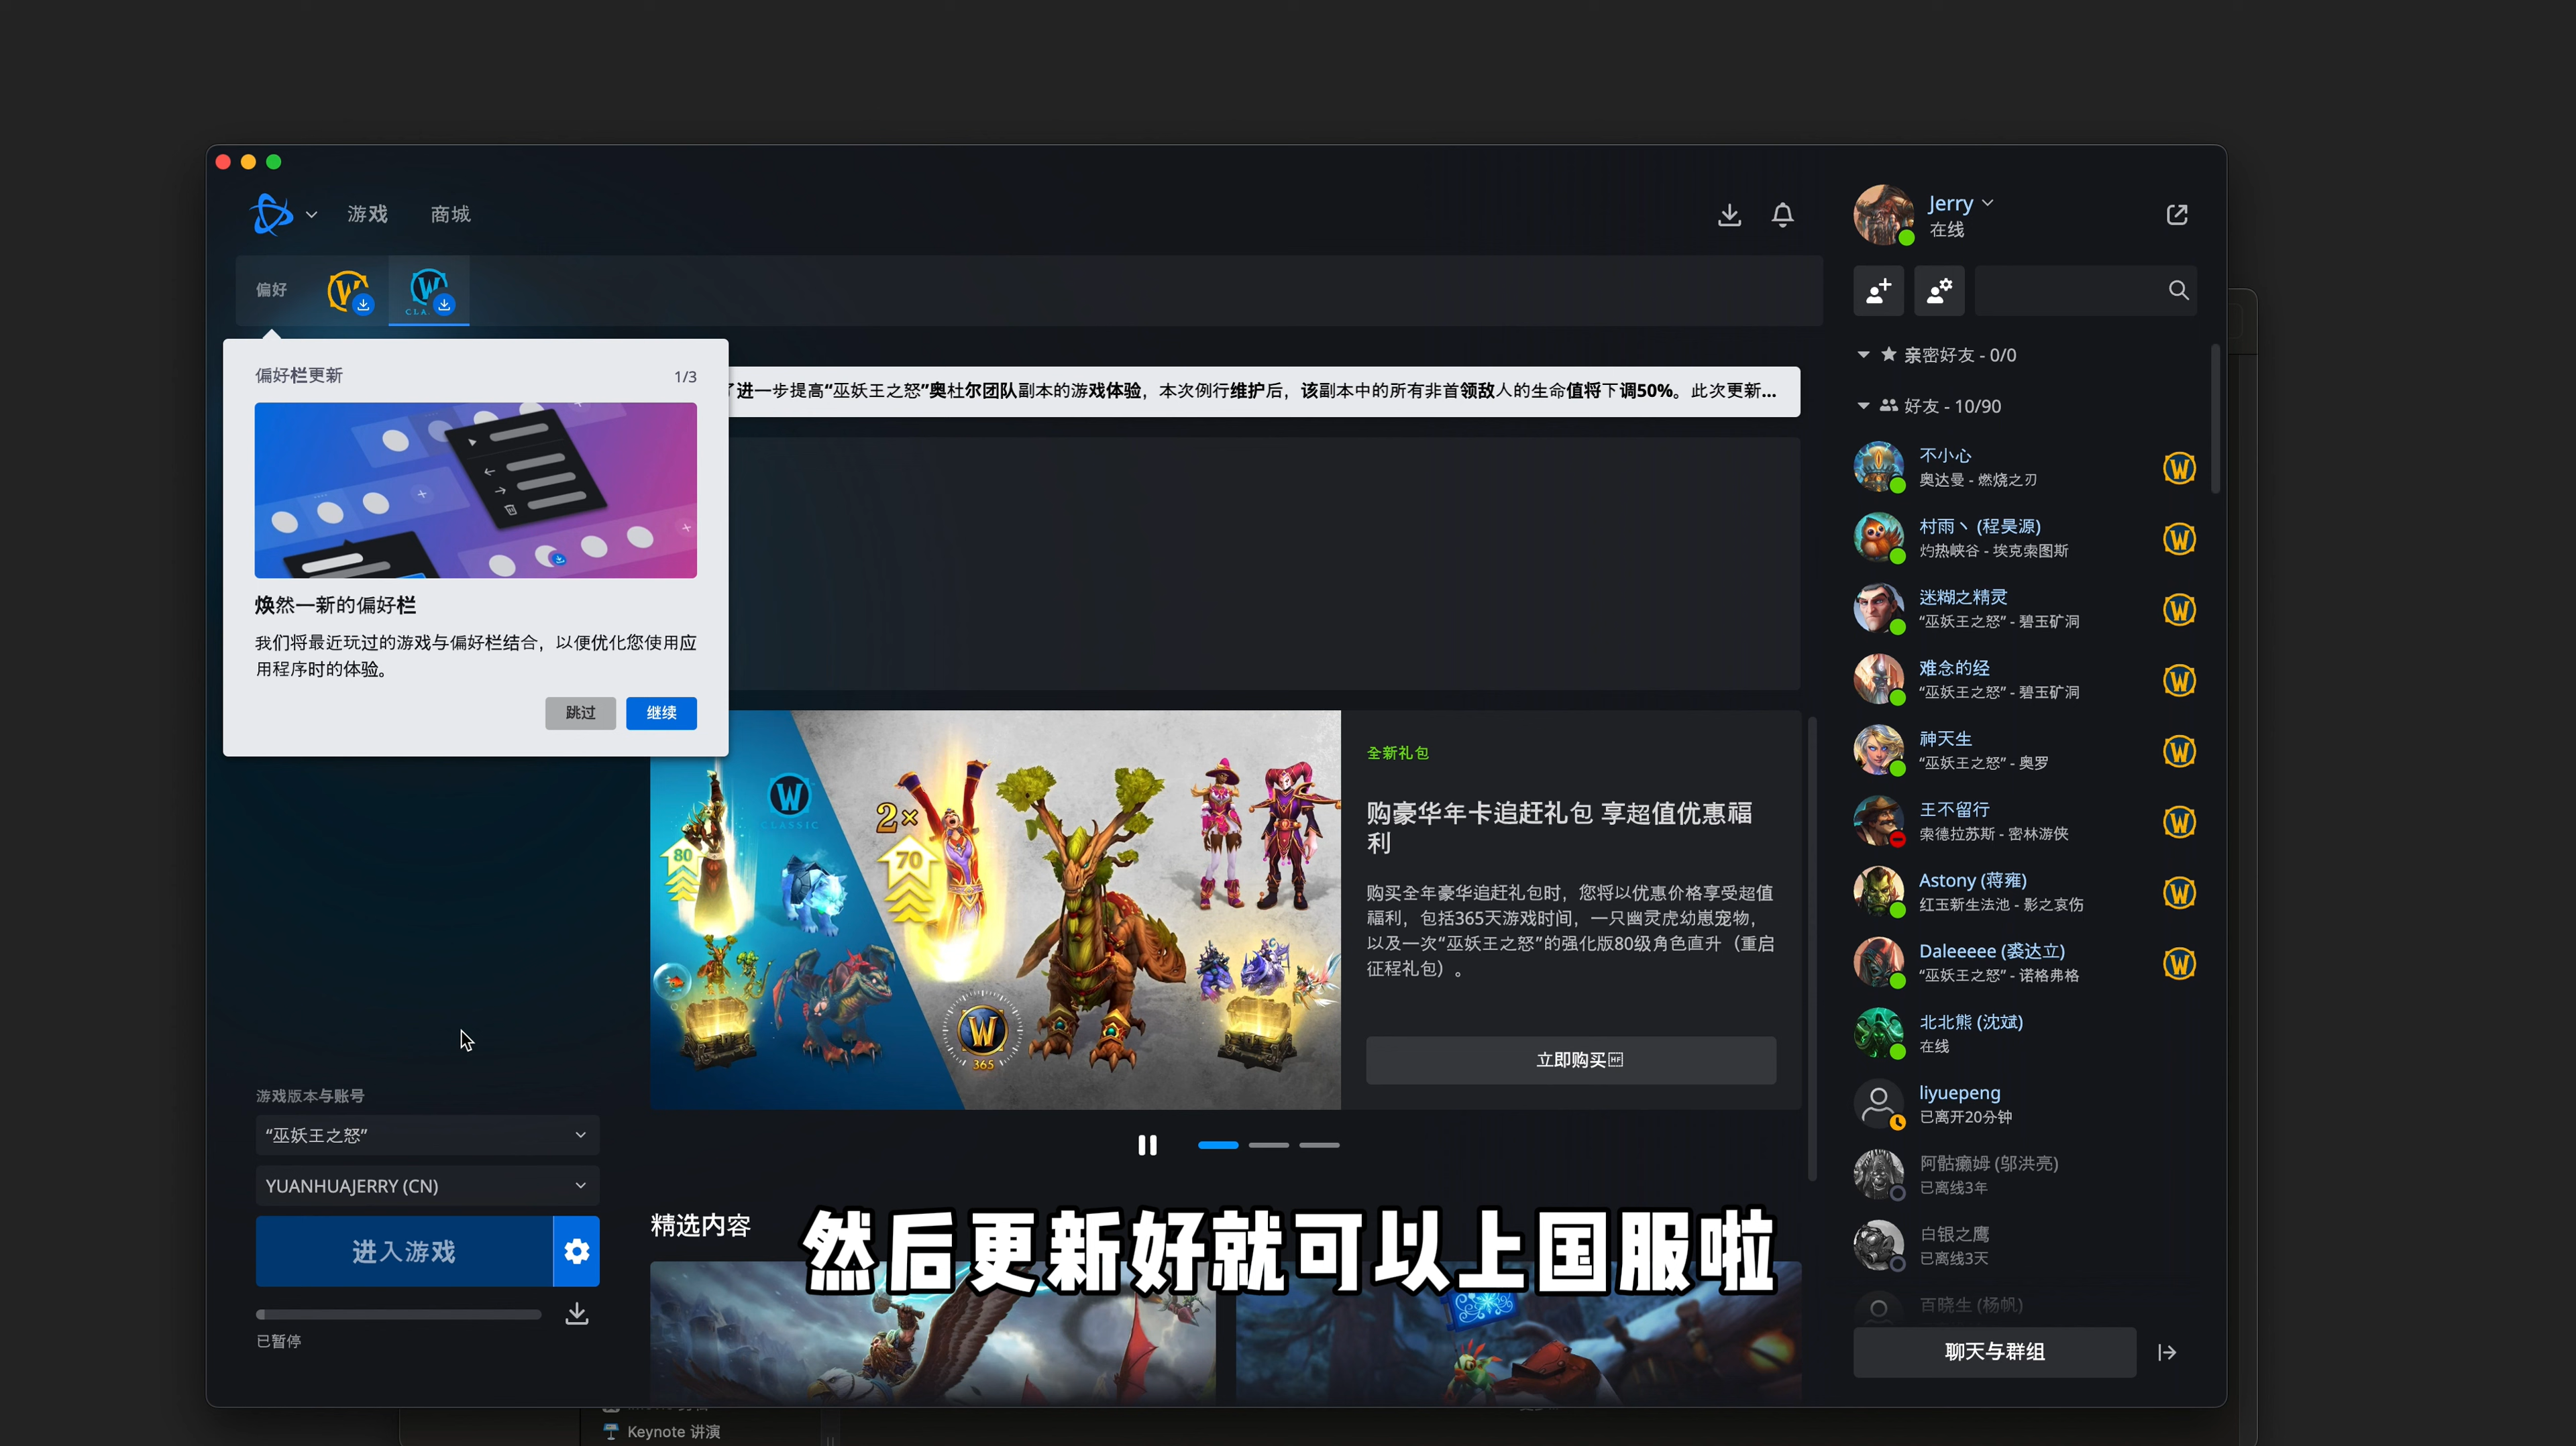 游戏
商城
Jerry
在线
偏好
偏好栏更新
1/3
焕然一新的偏好栏
我们将最近玩过的游戏与偏好栏结合，以便优化您使用应
用程序时的体验。
跳过
继续
进一步提高“巫妖王之怒”奥杜尔团队副本的游戏体验，本次例行维护后，该副本中的所有非首领敌人的生命值将下调50%。此次更新...
CLASSIC
80
2×
70
365
全新礼包
购豪华年卡追赶礼包 享超值优惠福
利
购买全年豪华追赶礼包时，您将以优惠价格享受超值
福利，包括365天游戏时间，一只幽灵虎幼崽宠物，
以及一次“巫妖王之怒”的强化版80级角色直升（重启
征程礼包）。
立即购买
游戏版本与账号
“巫妖王之怒”
YUANHUAJERRY (CN)
进入游戏
已暂停
精选内容
然后更新好就可以上国服啦
亲密好友 - 0/0
好友 - 10/90
不小心
奥达曼 - 燃烧之刃
村雨丶 (程昊源)
灼热峡谷 - 埃克索图斯
迷糊之精灵
“巫妖王之怒” - 碧玉矿洞
难念的经
“巫妖王之怒” - 碧玉矿洞
神天生
“巫妖王之怒” - 奥罗
王不留行
索德拉苏斯 - 密林游侠
Astony (蒋雍)
红玉新生法池 - 影之哀伤
Daleeeee (裘达立)
“巫妖王之怒” - 诺格弗格
北北熊 (沈斌)
在线
liyuepeng
已离开20分钟
阿骷癞姆 (邬洪亮)
已离线3年
白银之鹰
已离线3天
百晓生 (杨帆)
聊天与群组
Keynote 讲演